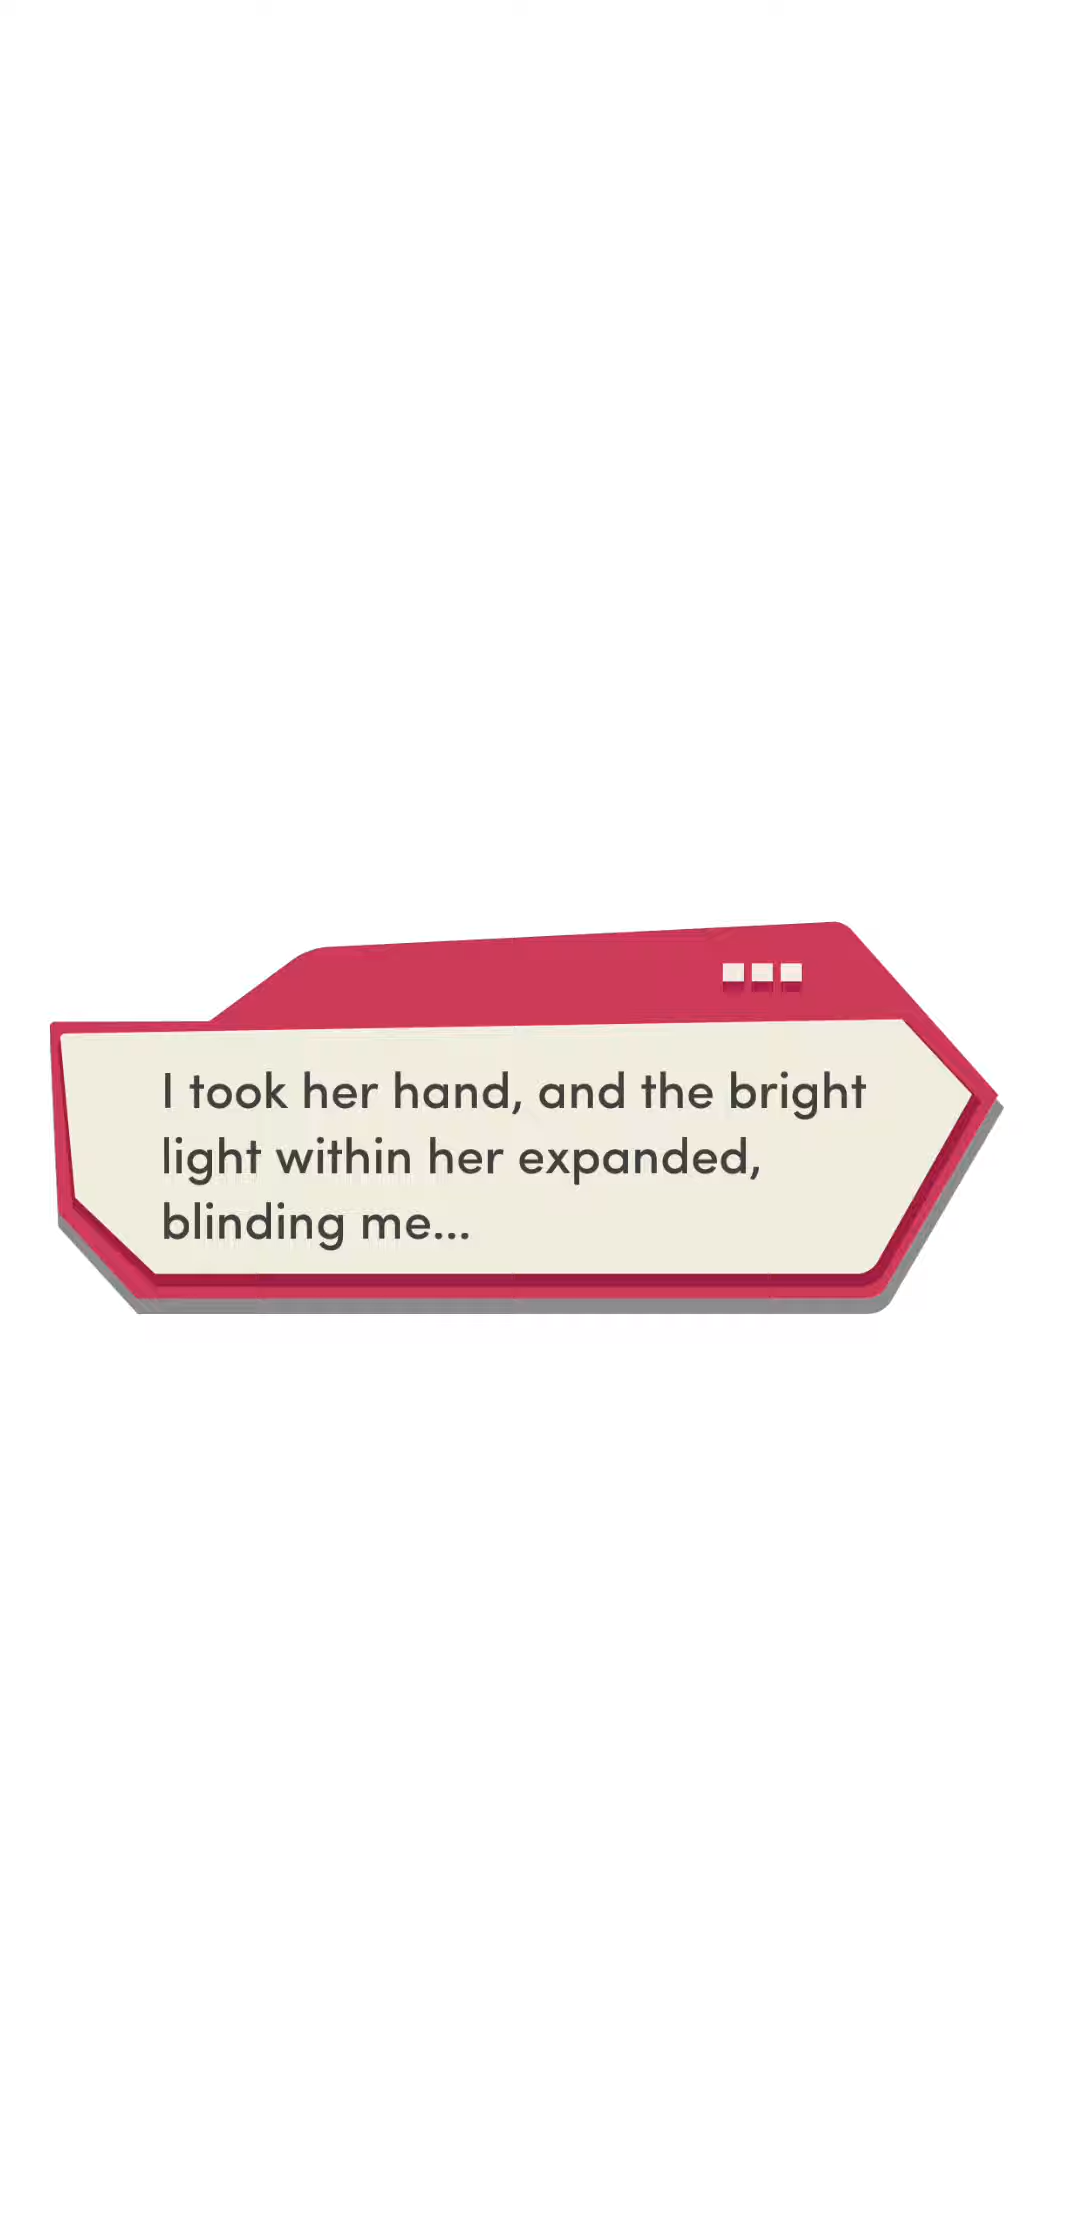 I took her hand, and the bright
light within her expanded,
blinding me...